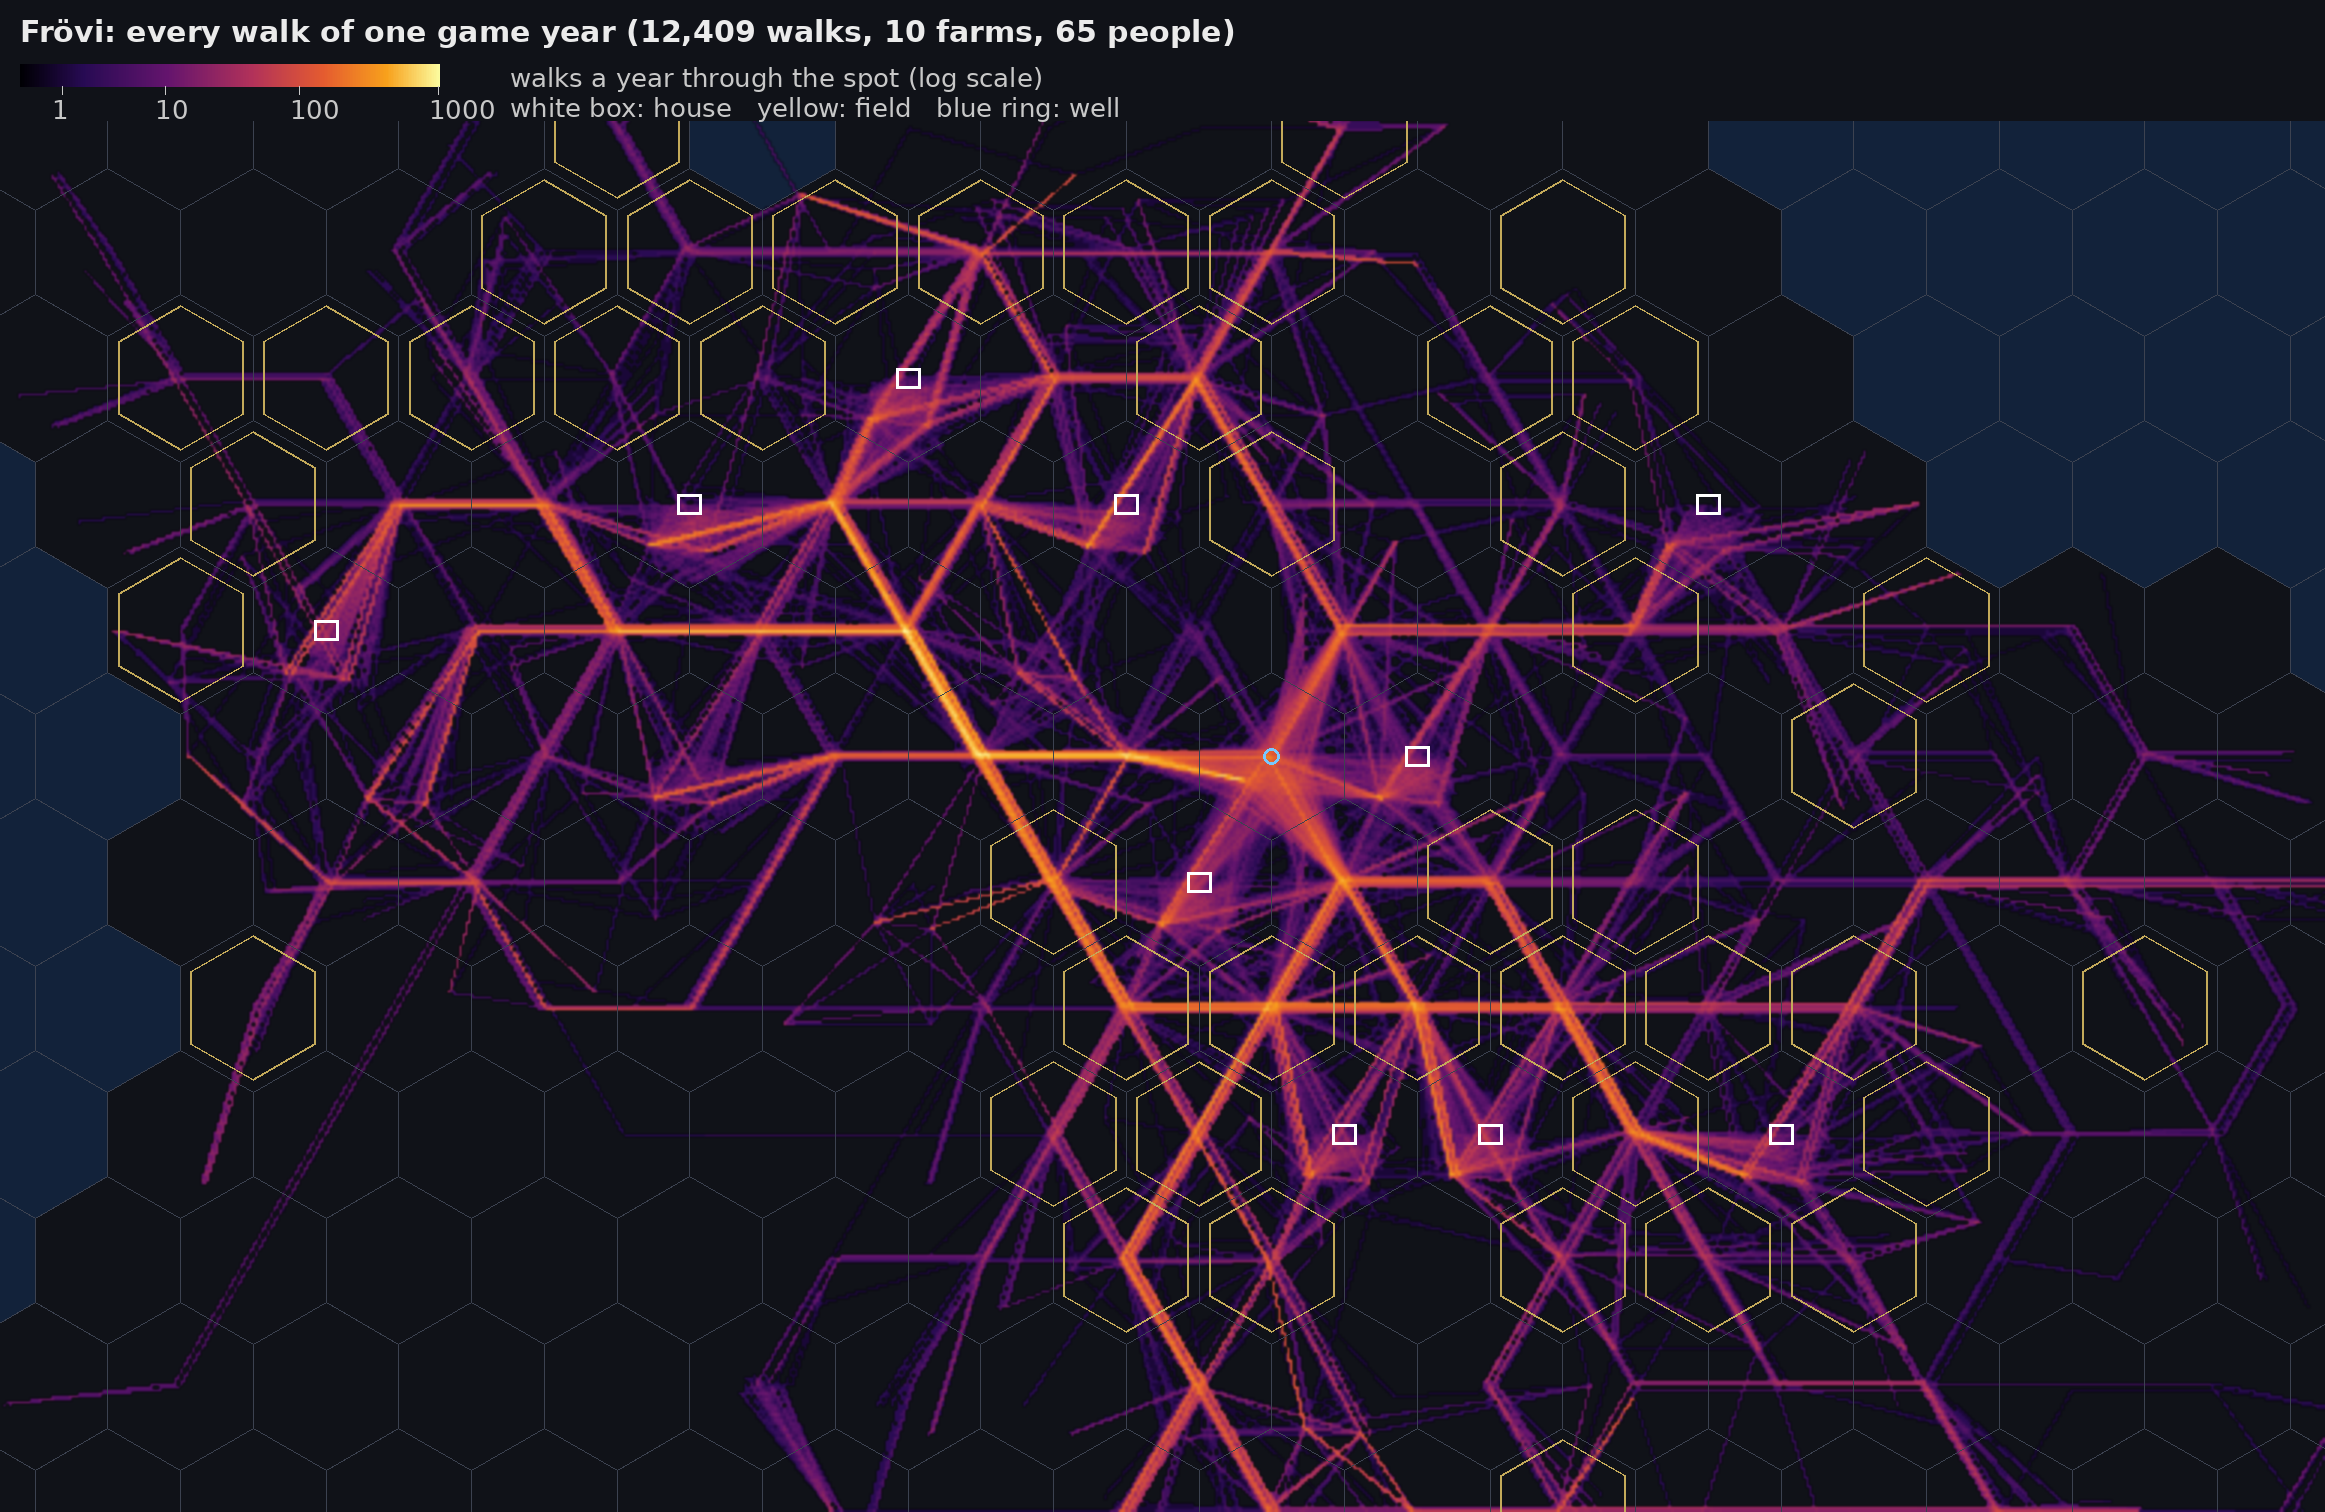 Frövi: every walk of one game year (12,409 walks, 10 farms, 65 people)
walks a year through the spot (log scale)
1 10 100 1000
white box: house yellow: field blue ring: well